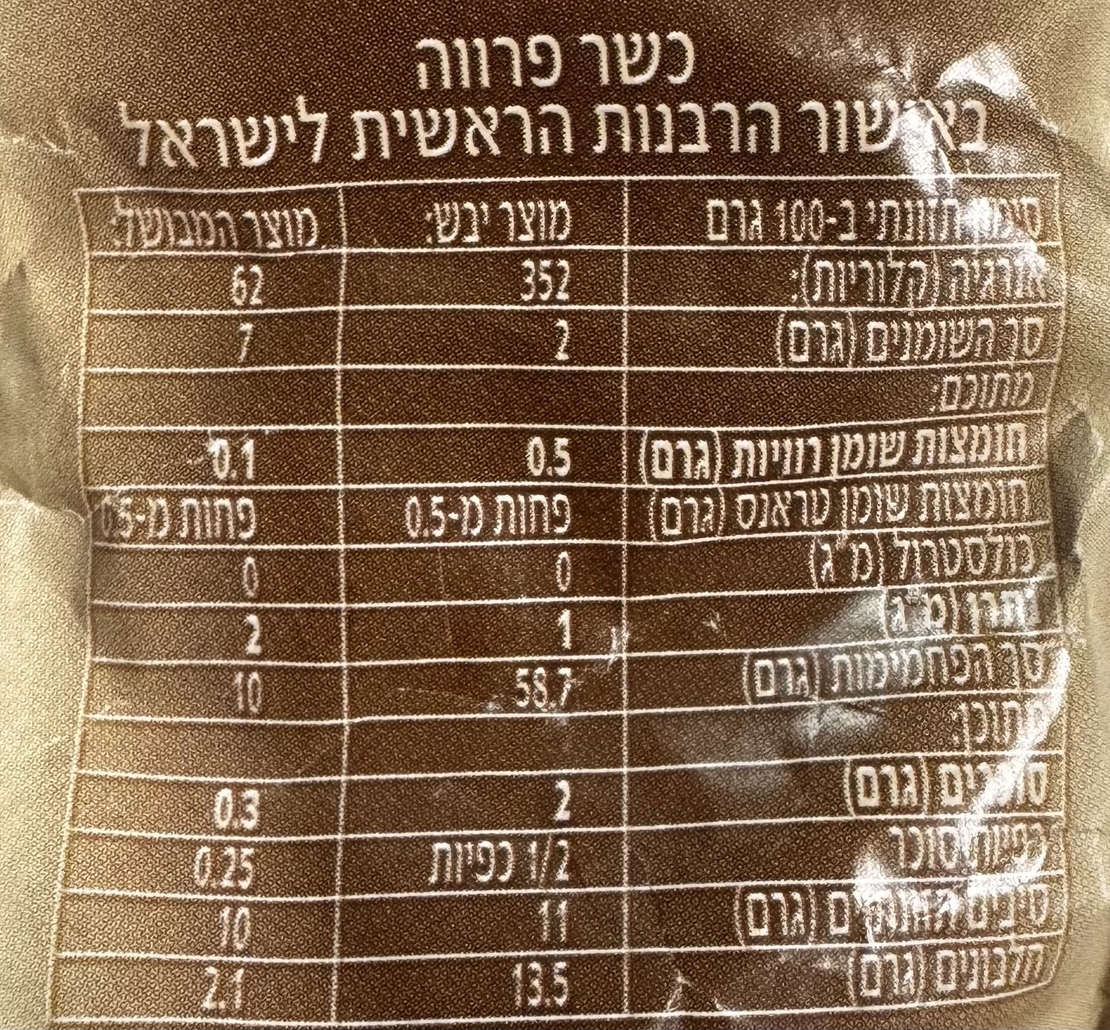 כשר פרווה
באישור הרבנות הראשית לישראל
סימון תזונתי ב-100 גרם מוצר יבש: מוצר המבושל:
אנרגיה (קלוריות): 352 62
סך השומנים (גרם) 2 7
מתוכם:
חומצות שומן רוויות (גרם) 0.5 0.1
חומצות שומן טראנס (גרם) פחות מ-0.5 פחות מ-0.5
כולסטרול (מ"ג) 0 0
נתרן (מ"ג) 1 2
סך הפחמימות (גרם) 58.7 10
מתוכן:
סוכרים (גרם) 2 0.3
כפיות סוכר 1/2 כפיות 0.25
סיבים תזונתיים (גרם) 11 10
חלבונים (גרם) 13.5 2.1